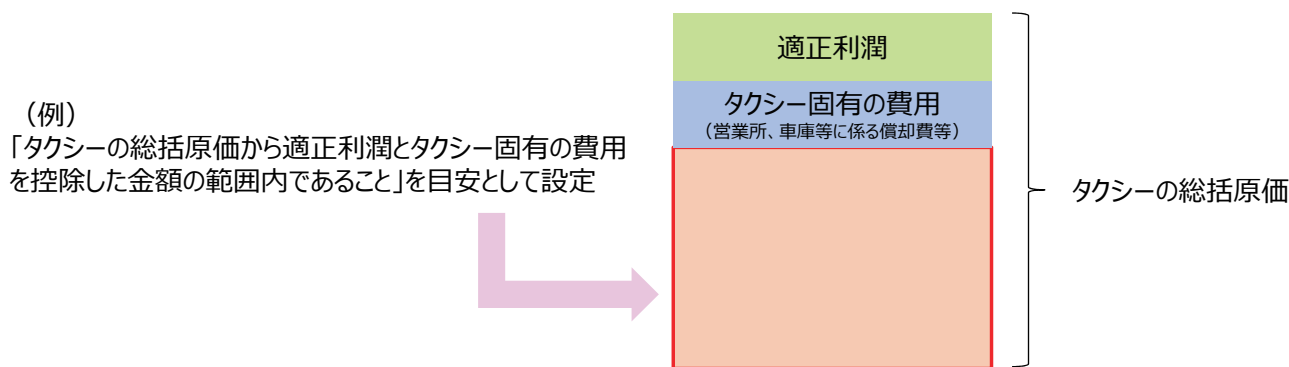 適正利潤
タクシー固有の費用
（営業所、車庫等に係る償却費等）
（例）
「タクシーの総括原価から適正利潤とタクシー固有の費用
を控除した金額の範囲内であること」を目安として設定
タクシーの総括原価